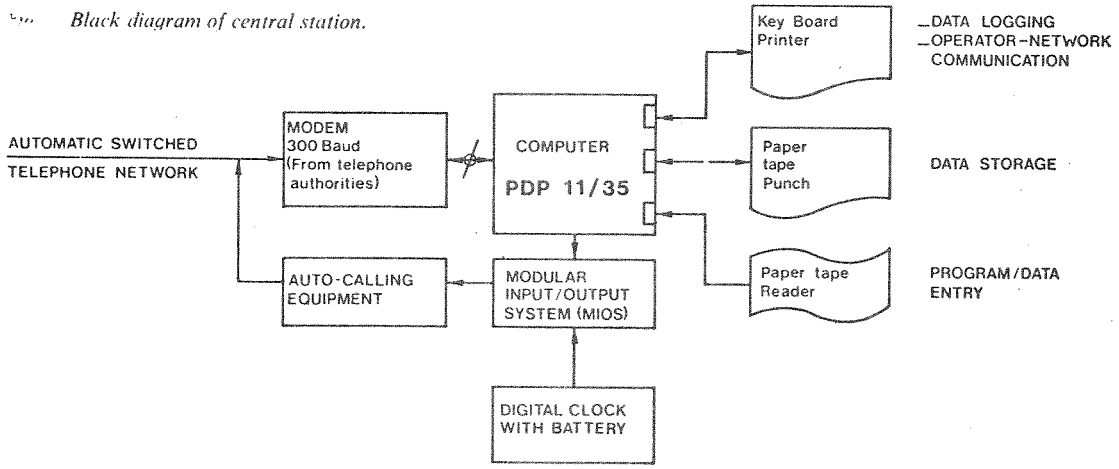 Black diagram of central station.
AUTOMATIC SWITCHED
TELEPHONE NETWORK
MODEM
300 Baud
(From telephone
authorities)
COMPUTER
PDP 11/35
Key Board
Printer
_DATA LOGGING
_OPERATOR-NETWORK
COMMUNICATION
Paper
tape
Punch
DATA STORAGE
AUTO-CALLING
EQUIPMENT
MODULAR
INPUT/OUTPUT
SYSTEM (MIOS)
Paper tape
Reader
PROGRAM/DATA
ENTRY
DIGITAL CLOCK
WITH BATTERY